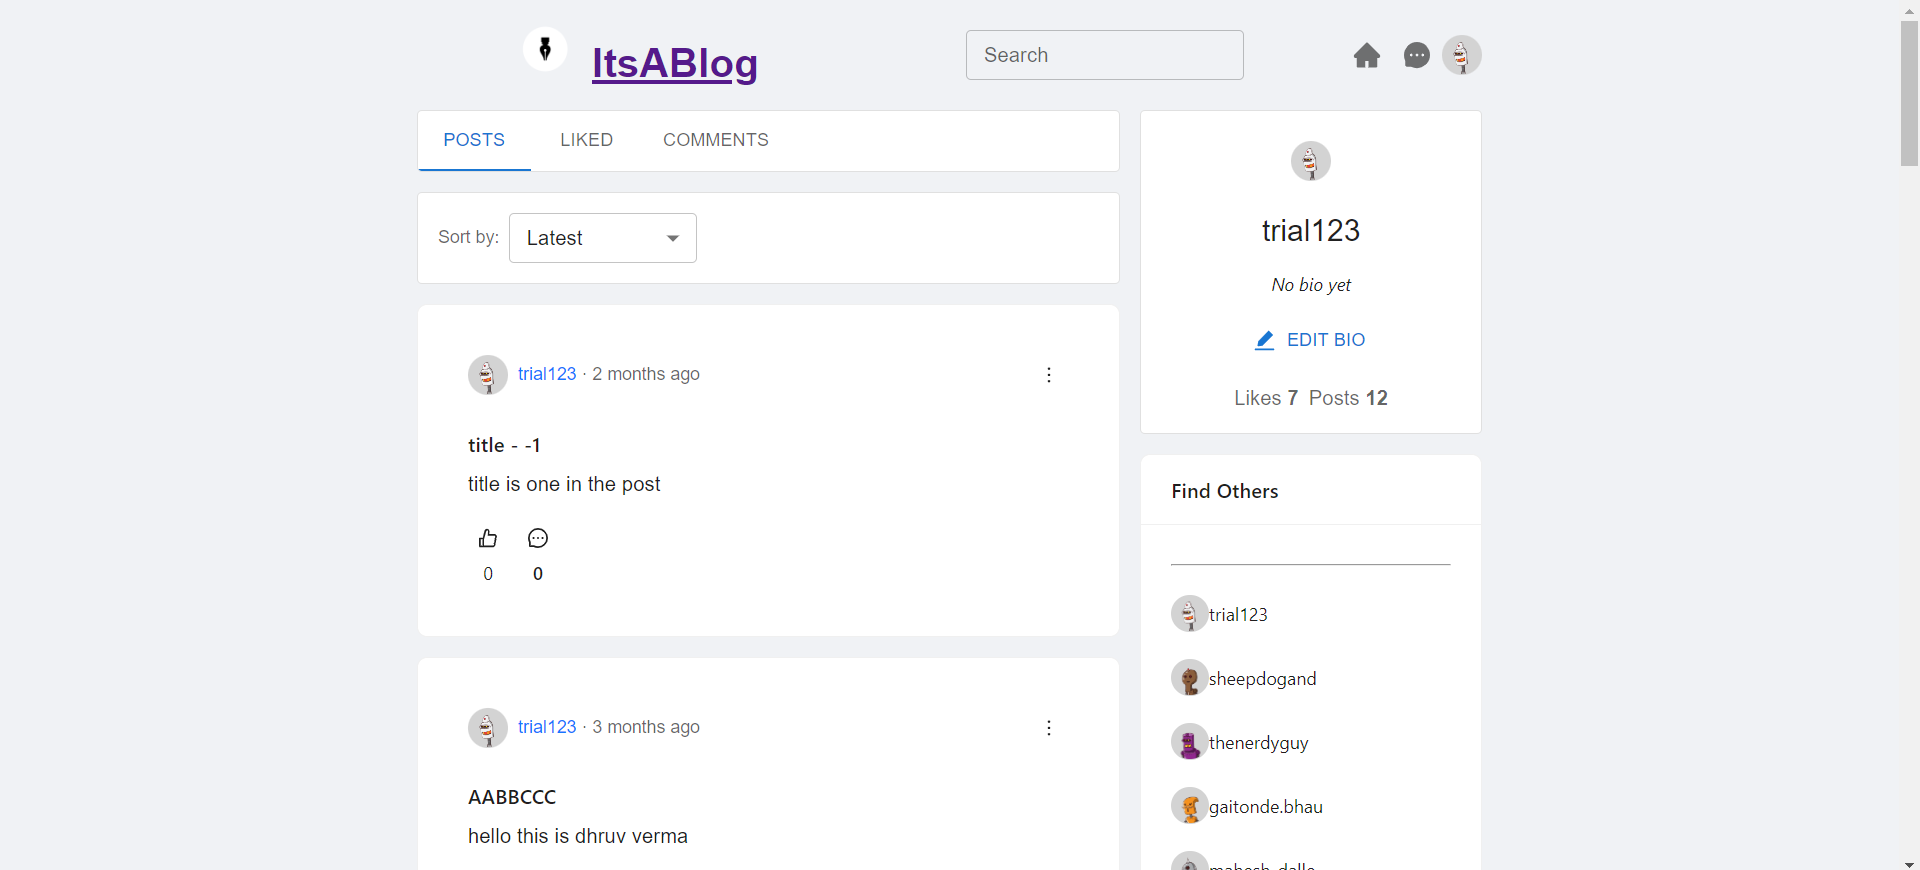 ItsABlog
Search
POSTS LIKED COMMENTS
Sort by: Latest
trial123 · 2 months ago
title - -1
title is one in the post
0 0
trial123 · 3 months ago
AABBCCC
hello this is dhruv verma
trial123
No bio yet
EDIT BIO
Likes 7 Posts 12
Find Others
trial123
sheepdogand
thenerdyguy
gaitonde.bhau